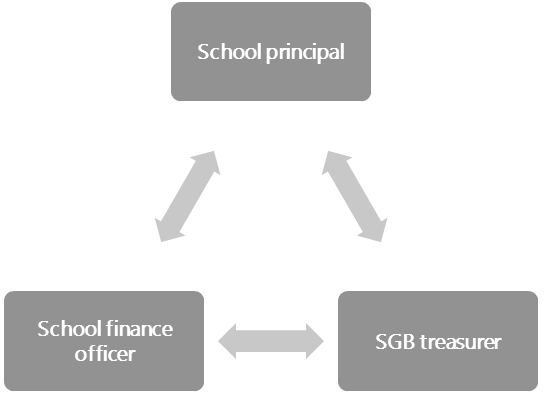 School principal
School finance
officer
SGB treasurer